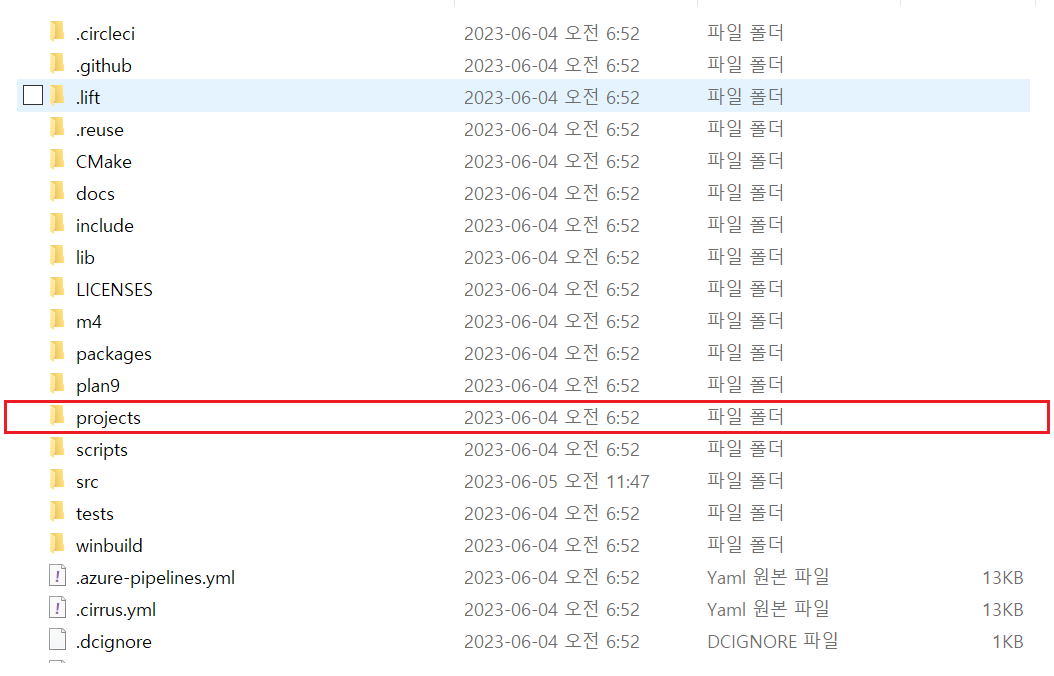 .circleci 2023-06-04 오전 6:52 파일 폴더
.github 2023-06-04 오전 6:52 파일 폴더
.lift 2023-06-04 오전 6:52 파일 폴더
.reuse 2023-06-04 오전 6:52 파일 폴더
CMake 2023-06-04 오전 6:52 파일 폴더
docs 2023-06-04 오전 6:52 파일 폴더
include 2023-06-04 오전 6:52 파일 폴더
lib 2023-06-04 오전 6:52 파일 폴더
LICENSES 2023-06-04 오전 6:52 파일 폴더
m4 2023-06-04 오전 6:52 파일 폴더
packages 2023-06-04 오전 6:52 파일 폴더
plan9 2023-06-04 오전 6:52 파일 폴더
projects 2023-06-04 오전 6:52 파일 폴더
scripts 2023-06-04 오전 6:52 파일 폴더
src 2023-06-05 오전 11:47 파일 폴더
tests 2023-06-04 오전 6:52 파일 폴더
winbuild 2023-06-04 오전 6:52 파일 폴더
.azure-pipelines.yml 2023-06-04 오전 6:52 Yaml 원본 파일 13KB
.cirrus.yml 2023-06-04 오전 6:52 Yaml 원본 파일 13KB
.dcignore 2023-06-04 오전 6:52 DCIGNORE 파일 1KB